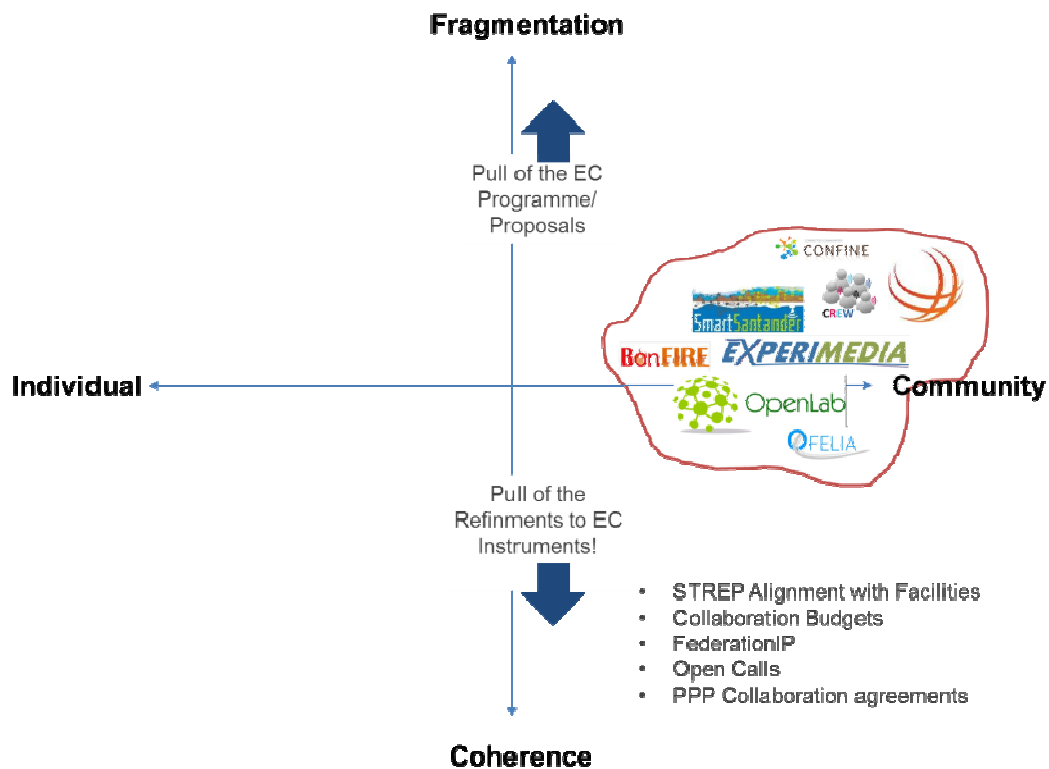 Fragmentation
Pull of the EC
Programme/
Proposals
CONFINE
CREW
SmartSantander
BonFIRE
EXPERIMEDIA
Individual
Community
OpenLab
OFELIA
Pull of the
Refinments to EC
Instruments!
• STREP Alignment with Facilities
• Collaboration Budgets
• FederationIP
• Open Calls
• PPP Collaboration agreements
Coherence